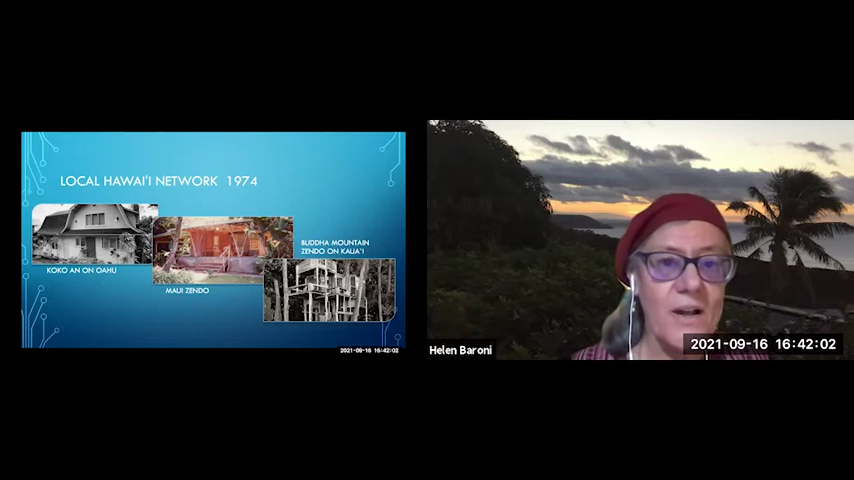 LOCAL HAWAI'I NETWORK 1974
BUDDHA MOUNTAIN
ZENDO ON KAUA'I
KOKO AN ON OAHU
MAUI ZENDO
2021-09-16 16:42:02
Helen Baroni
2021-09-16 16:42:02